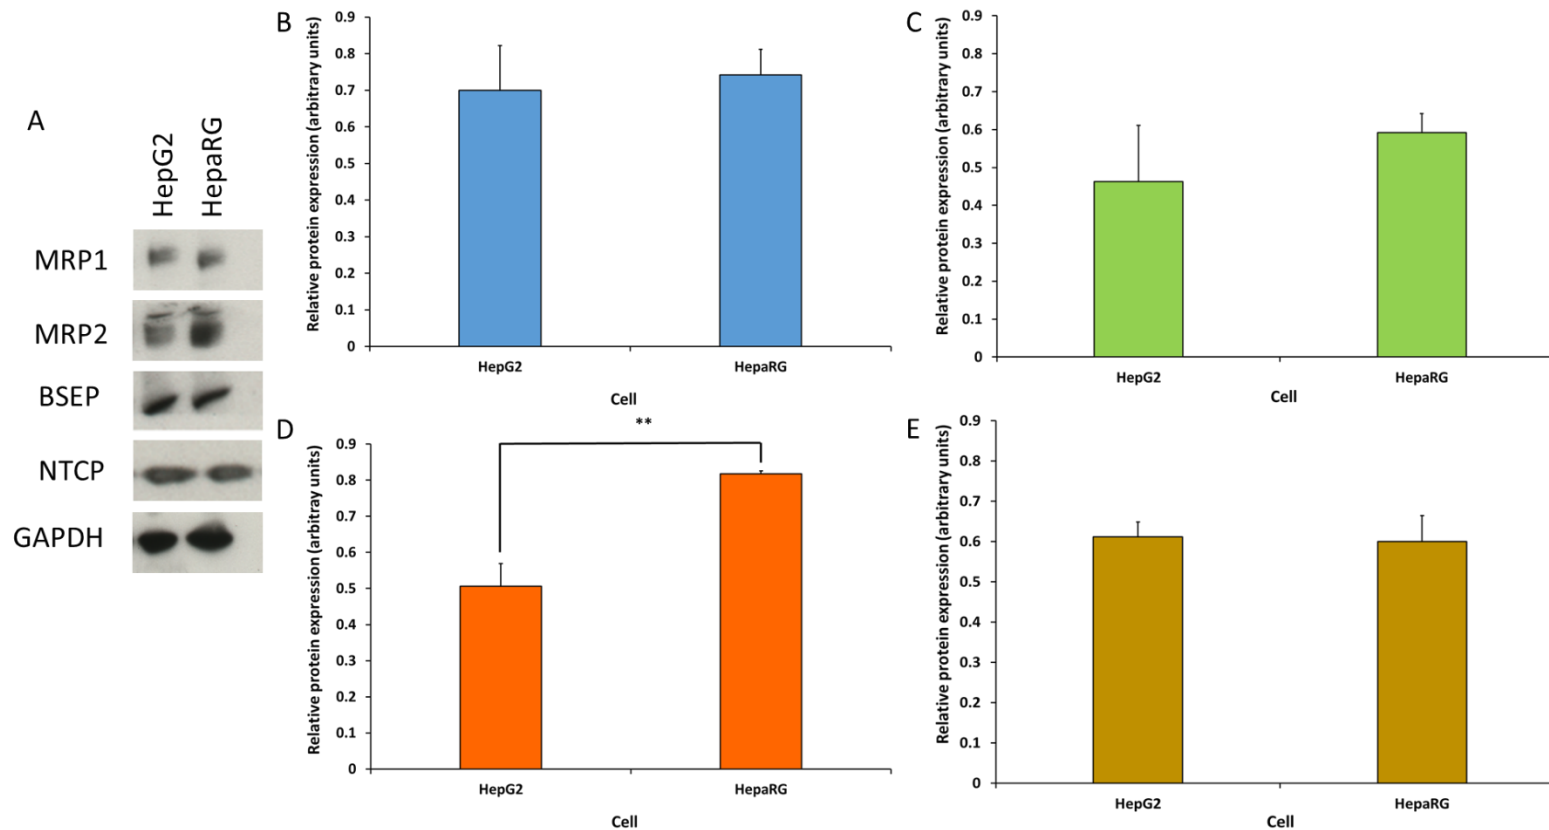 A
HepG2
HepaRG
MRP1
MRP2
BSEP
NTCP
GAPDH
B
Relative protein expression (arbitrary units)
0.9
0.8
0.7
0.6
0.5
0.4
0.3
0.2
0.1
0
HepG2
HepaRG
Cell
C
Relative protein expression (arbitrary units)
0.9
0.8
0.7
0.6
0.5
0.4
0.3
0.2
0.1
0
HepG2
HepaRG
Cell
D
**
Relative protein expression (arbitray units)
0.9
0.8
0.7
0.6
0.5
0.4
0.3
0.2
0.1
0
HepG2
HepaRG
Cell
E
Relative protein expression (arbitrary units)
0.9
0.8
0.7
0.6
0.5
0.4
0.3
0.2
0.1
0
HepG2
HepaRG
Cell